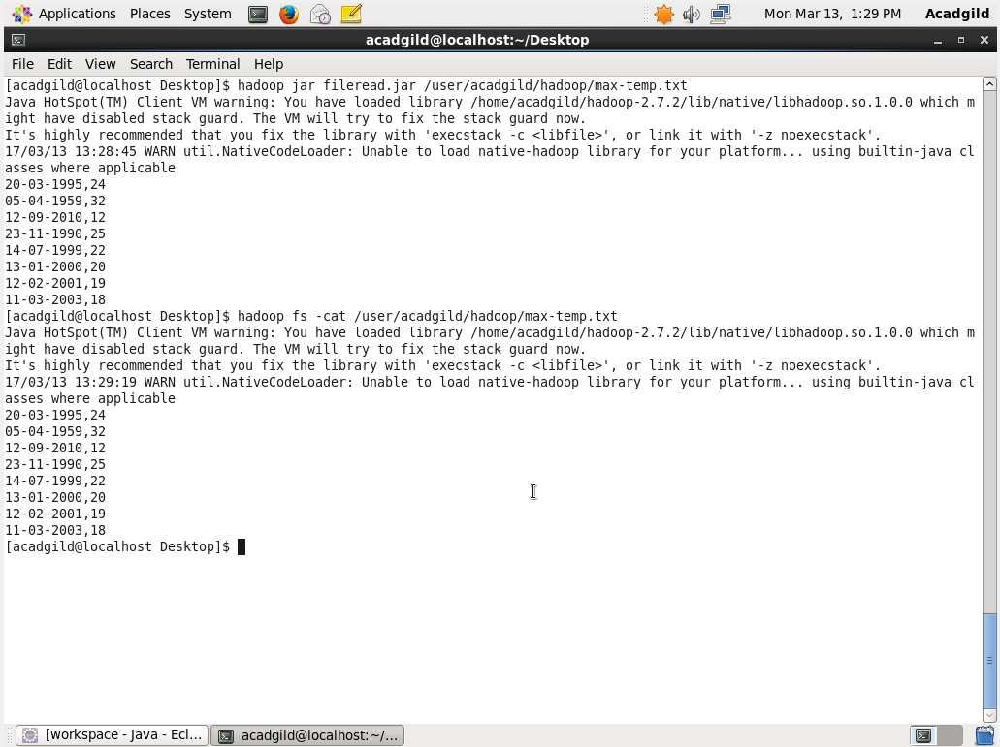 Applications Places System Mon Mar 13, 1:29 PM Acadgild
acadgild@localhost:~/Desktop
File Edit View Search Terminal Help
[acadgild@localhost Desktop]$ hadoop jar fileread.jar /user/acadgild/hadoop/max-temp.txt
Java HotSpot(TM) Client VM warning: You have loaded library /home/acadgild/hadoop-2.7.2/lib/native/libhadoop.so.1.0.0 which m
ight have disabled stack guard. The VM will try to fix the stack guard now.
It's highly recommended that you fix the library with 'execstack -c <libfile>', or link it with '-z noexecstack'.
17/03/13 13:28:45 WARN util.NativeCodeLoader: Unable to load native-hadoop library for your platform... using builtin-java cl
asses where applicable
20-03-1995,24
05-04-1959,32
12-09-2010,12
23-11-1990,25
14-07-1999,22
13-01-2000,20
12-02-2001,19
11-03-2003,18
[acadgild@localhost Desktop]$ hadoop fs -cat /user/acadgild/hadoop/max-temp.txt
Java HotSpot(TM) Client VM warning: You have loaded library /home/acadgild/hadoop-2.7.2/lib/native/libhadoop.so.1.0.0 which m
ight have disabled stack guard. The VM will try to fix the stack guard now.
It's highly recommended that you fix the library with 'execstack -c <libfile>', or link it with '-z noexecstack'.
17/03/13 13:29:19 WARN util.NativeCodeLoader: Unable to load native-hadoop library for your platform... using builtin-java cl
asses where applicable
20-03-1995,24
05-04-1959,32
12-09-2010,12
23-11-1990,25
14-07-1999,22
13-01-2000,20
12-02-2001,19
11-03-2003,18
[acadgild@localhost Desktop]$
[workspace - Java - Ecl... acadgild@localhost:~/...